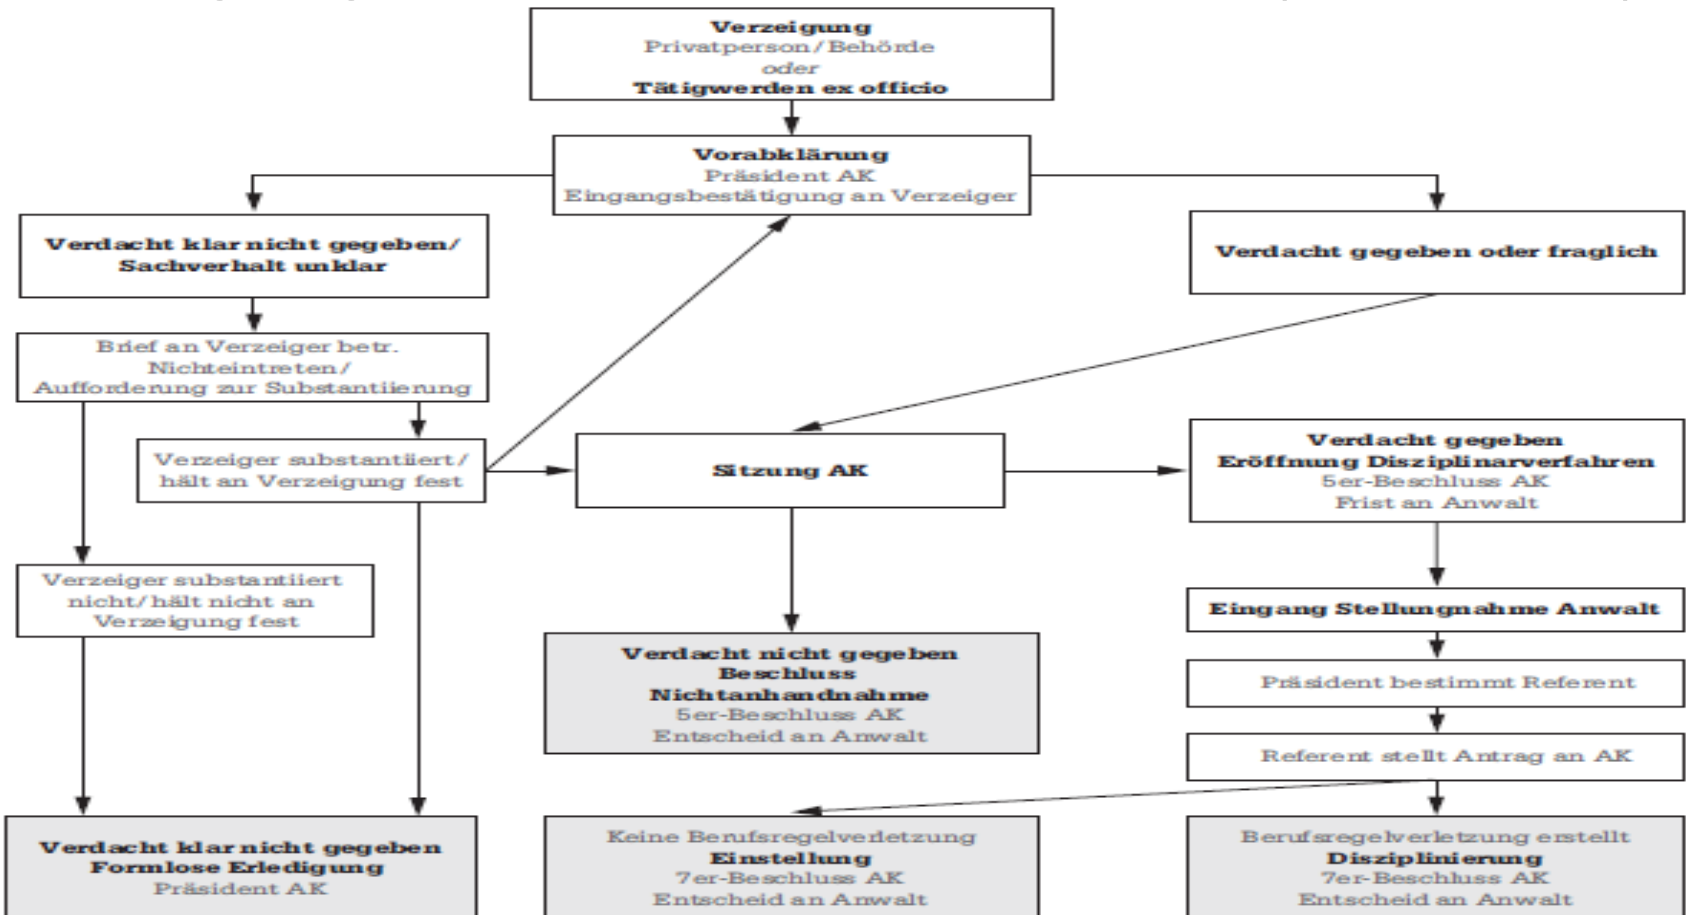 Verzeigung
Privatperson/Behörde
oder
Tätigwerden ex officio
Vorabklärung
Präsident AK
Eingangsbestätigung an Verzeiger
Verdacht klar nicht gegeben/
Sachverhalt unklar
Verdacht gegeben oder fraglich
Brief an Verzeiger betr.
Nichteintreten/
Aufforderung zur Substantiierung
Verzeiger substantiiert/
hält an Verzeigung fest
Sitzung AK
Verdacht gegeben
Eröffnung Disziplinarverfahren
5er-Beschluss AK
Frist an Anwalt
Verzeiger substantiiert
nicht/hält nicht an
Verzeigung fest
Eingang Stellungnahme Anwalt
Verdacht nicht gegeben
Beschluss
Nichtanhandnahme
5er-Beschluss AK
Entscheid an Anwalt
Präsident bestimmt Referent
Referent stellt Antrag an AK
Verdacht klar nicht gegeben
Formlose Erledigung
Präsident AK
Keine Berufsregelverletzung
Einstellung
7er-Beschluss AK
Entscheid an Anwalt
Berufsregelverletzung erstellt
Disziplinierung
7er-Beschluss AK
Entscheid an Anwalt